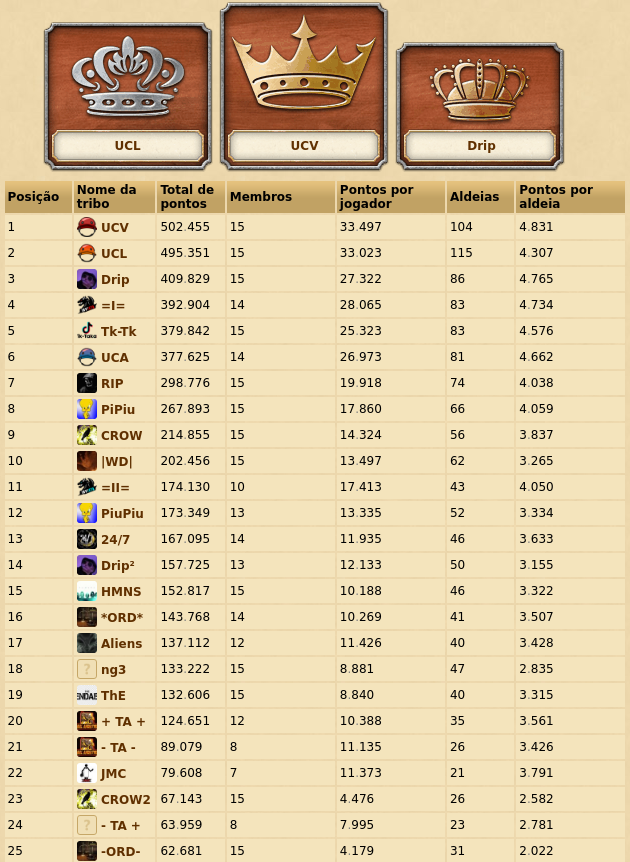 UCL UCV Drip
Posição Nome da tribo Total de pontos Membros Pontos por jogador Aldeias Pontos por aldeia
1 UCV 502.455 15 33.497 104 4.831
2 UCL 495.351 15 33.023 115 4.307
3 Drip 409.829 15 27.322 86 4.765
4 =I= 392.904 14 28.065 83 4.734
5 Tk-Tk 379.842 15 25.323 83 4.576
6 UCA 377.625 14 26.973 81 4.662
7 RIP 298.776 15 19.918 74 4.038
8 PiPiu 267.893 15 17.860 66 4.059
9 CROW 214.855 15 14.324 56 3.837
10 |WD| 202.456 15 13.497 62 3.265
11 =II= 174.130 10 17.413 43 4.050
12 PiuPiu 173.349 13 13.335 52 3.334
13 24/7 167.095 14 11.935 46 3.633
14 Drip² 157.725 13 12.133 50 3.155
15 HMNS 152.817 15 10.188 46 3.322
16 *ORD* 143.768 14 10.269 41 3.507
17 Aliens 137.112 12 11.426 40 3.428
18 ? ng3 133.222 15 8.881 47 2.835
19 ThE 132.606 15 8.840 40 3.315
20 + TA + 124.651 12 10.388 35 3.561
21 - TA - 89.079 8 11.135 26 3.426
22 JMC 79.608 7 11.373 21 3.791
23 CROW2 67.143 15 4.476 26 2.582
24 ? - TA + 63.959 8 7.995 23 2.781
25 -ORD- 62.681 15 4.179 31 2.022